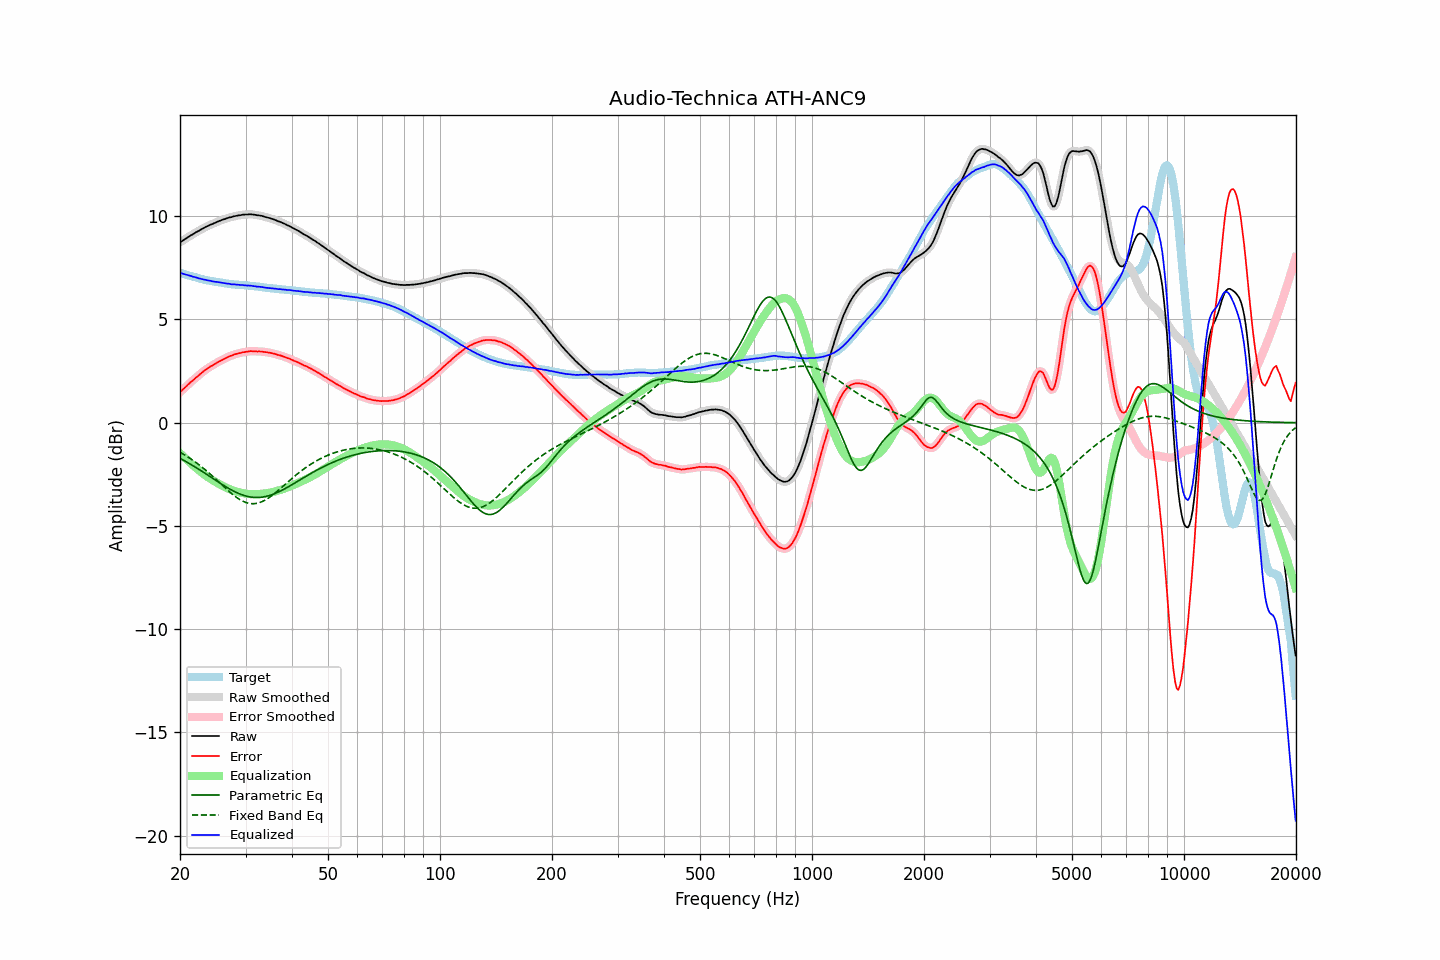 Audio-Technica ATH-ANC9
Amplitude (dBr)
10
5
0
−5
−10
−15
−20
Target
Raw Smoothed
Error Smoothed
Raw
Error
Equalization
Parametric Eq
Fixed Band Eq
Equalized
20
50
100
200
500
1000
2000
5000
10000
20000
Frequency (Hz)